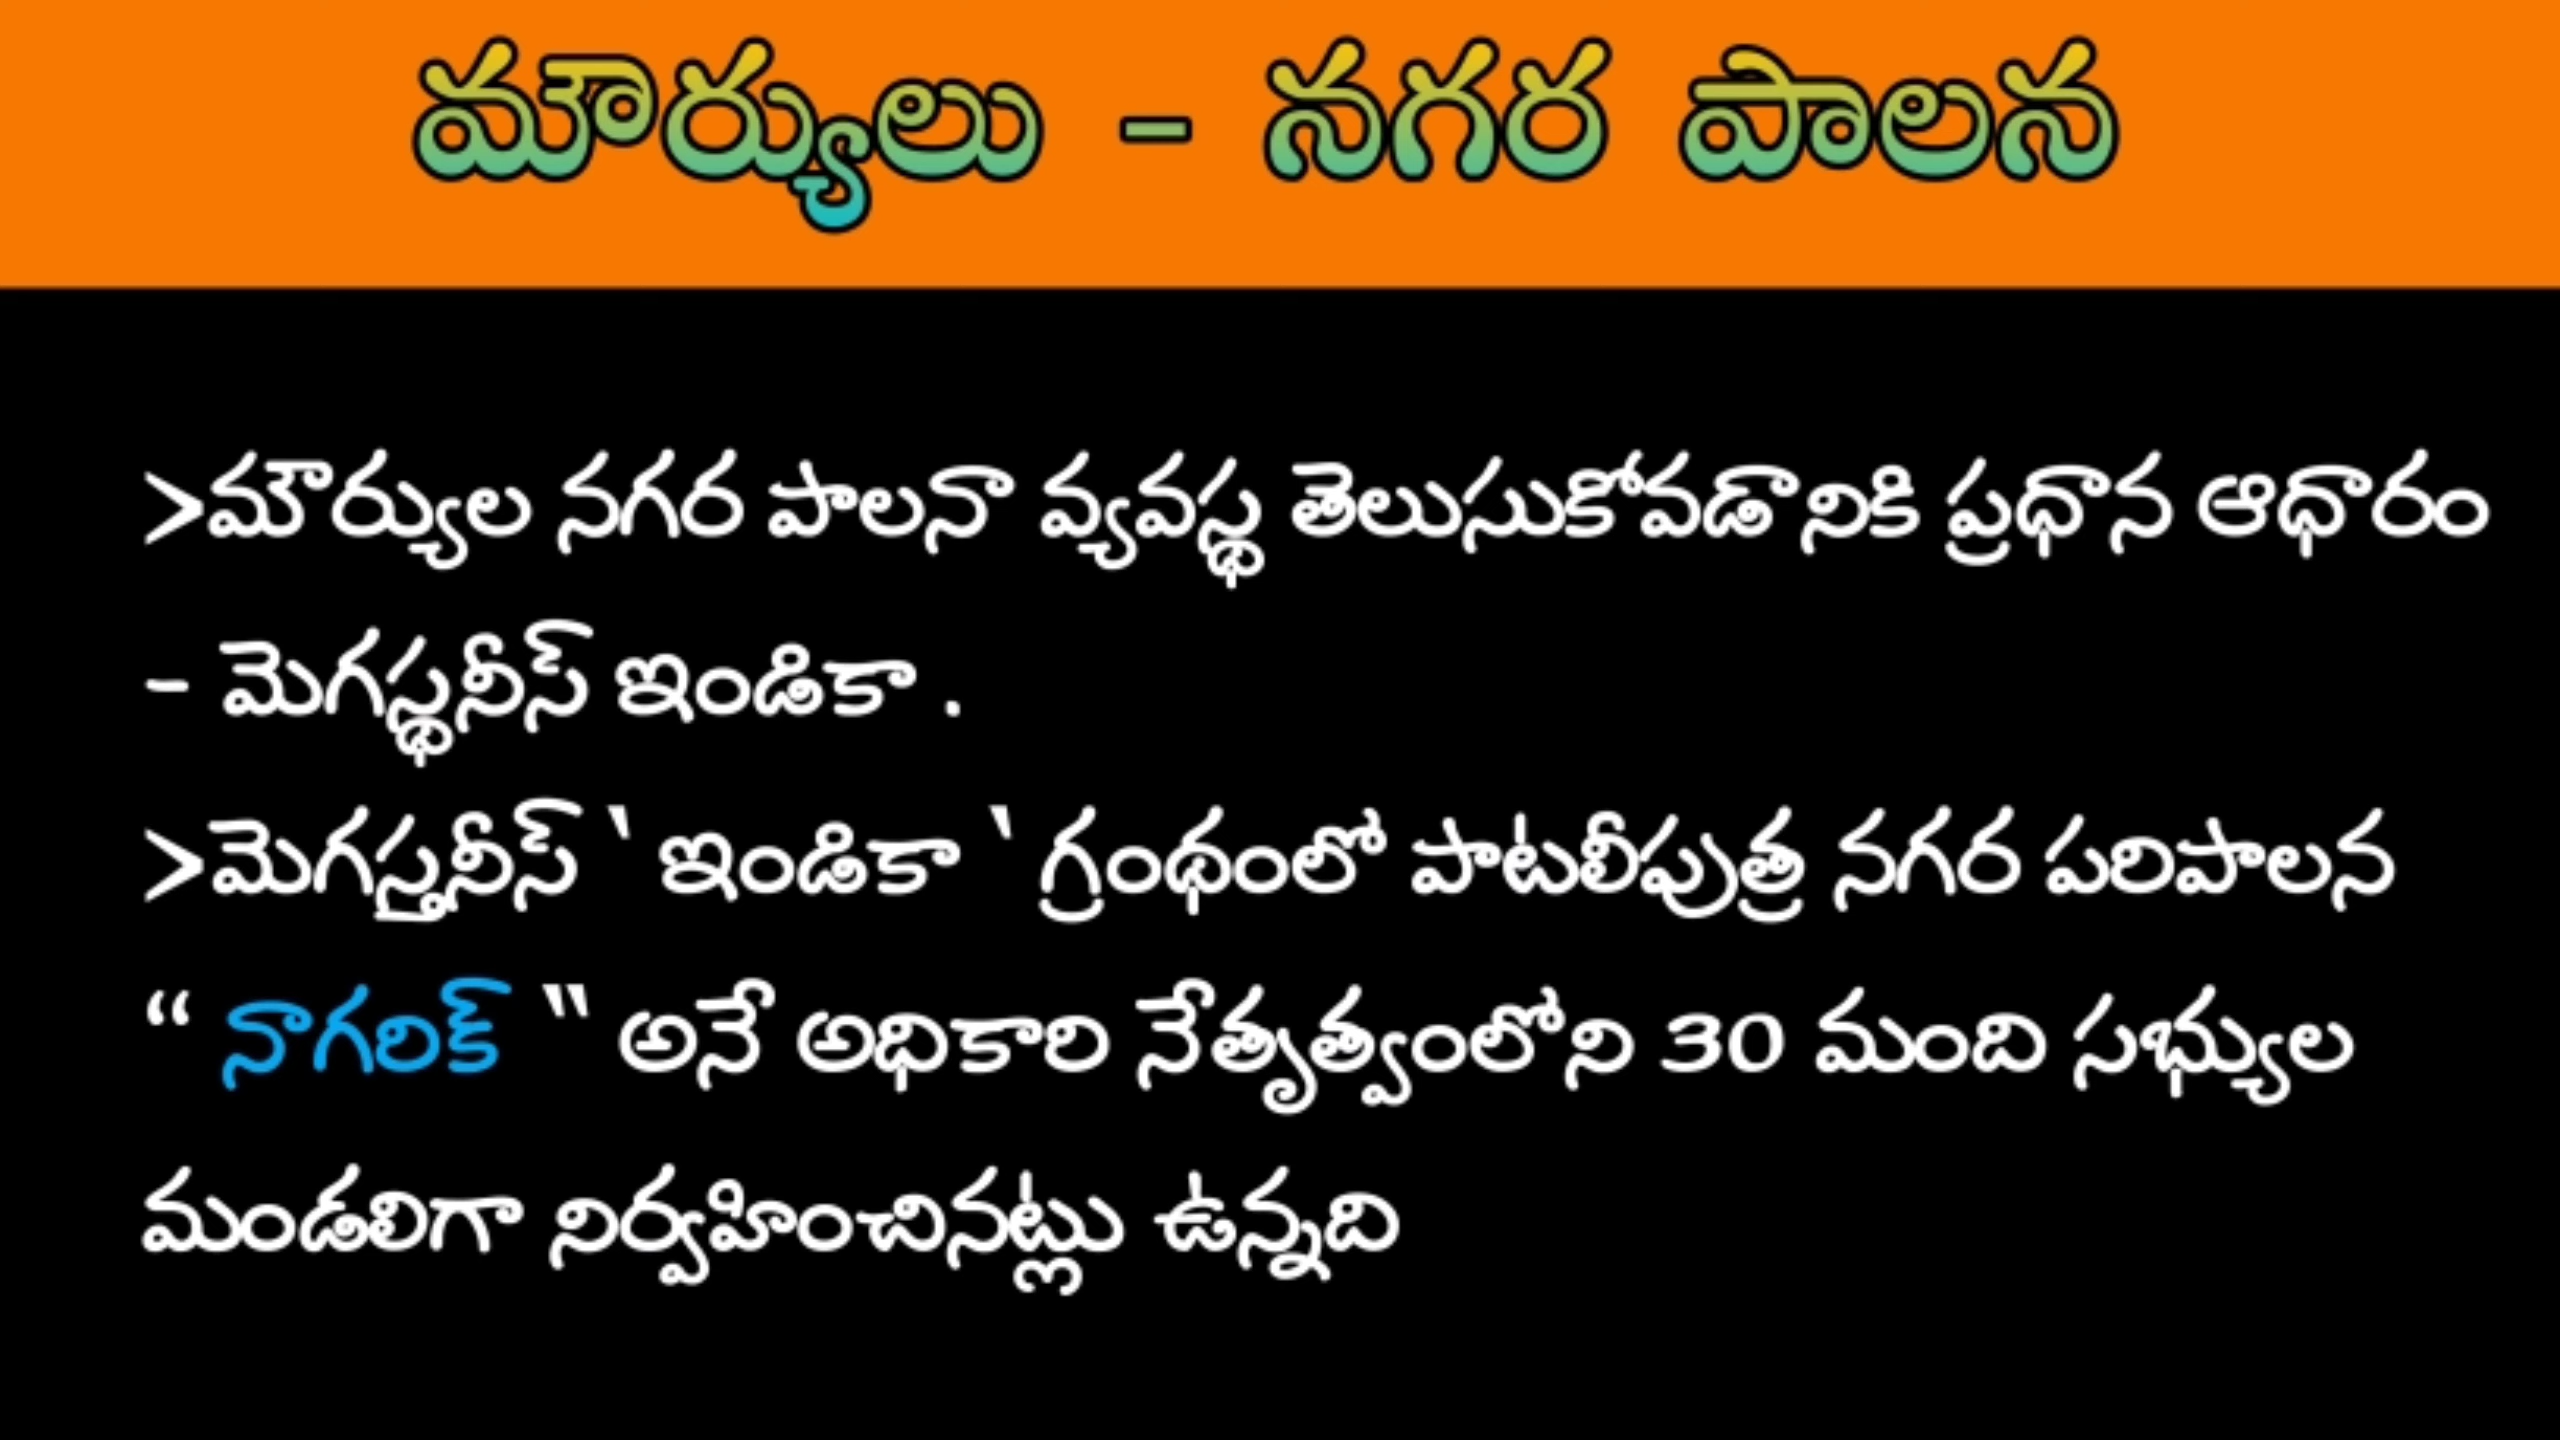 మౌర్యులు - నగర పాలన
>మౌర్యుల నగర పాలనా వ్యవస్థ తెలుసుకోవడానికి ప్రధాన ఆధారం
- మెగస్థనీస్ ఇండికా .
>మెగస్తనీస్ ‛ ఇండికా ‛ గ్రంథంలో పాటలీపుత్ర నగర పరిపాలన
“ నాగరిక్ ‟ అనే అధికారి నేతృత్వంలోని 30 మంది సభ్యుల
మండలిగా నిర్వహించినట్లు ఉన్నది